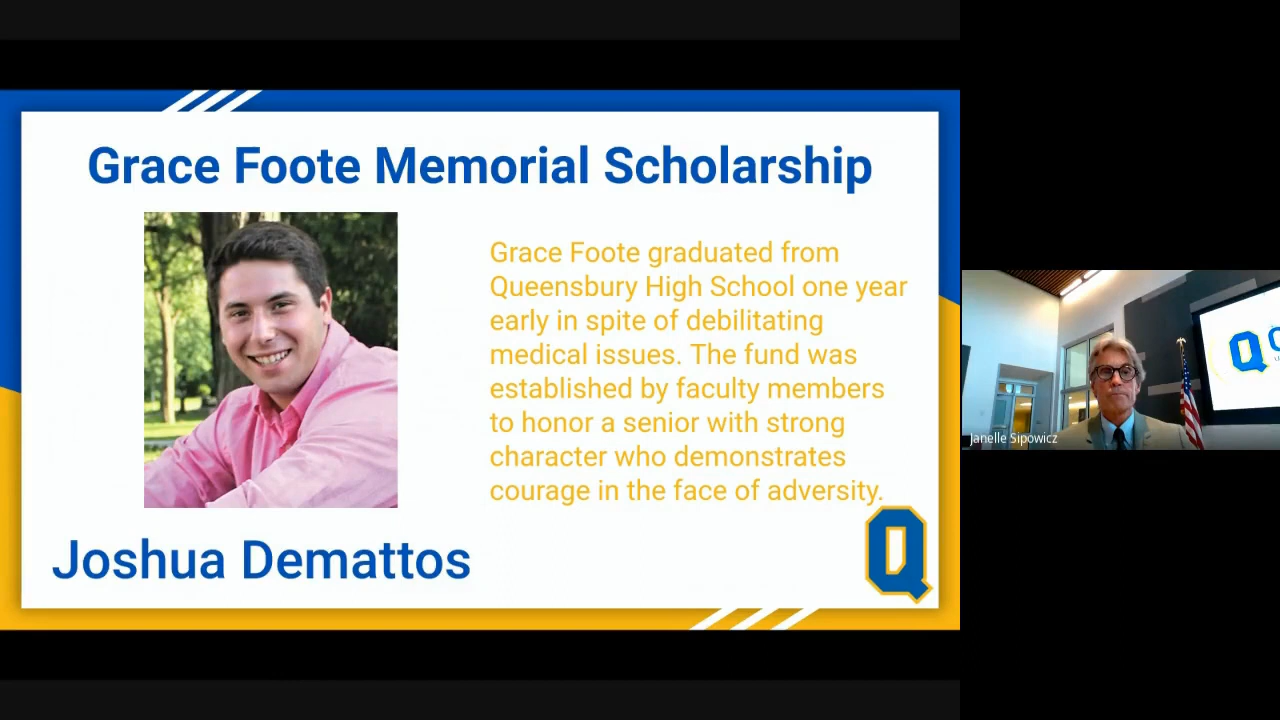 Grace Foote Memorial Scholarship
Grace Foote graduated from
Queensbury High School one year
early in spite of debilitating
medical issues. The fund was
established by faculty members
to honor a senior with strong
character who demonstrates
courage in the face of adversity.
Joshua Demattos
Q
Q
Janelle Sipowicz